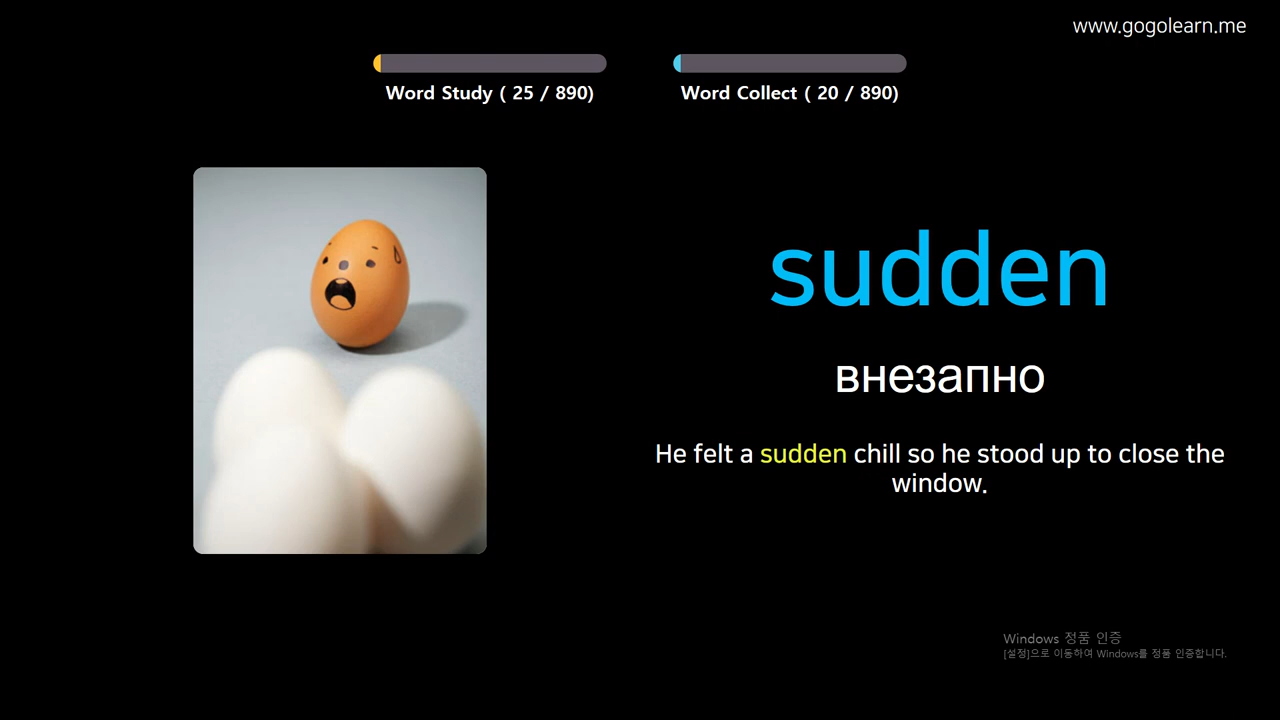 www.gogolearn.me
Word Study ( 25 / 890)
Word Collect ( 20 / 890)
sudden
внезапно
He felt a sudden chill so he stood up to close the
window.
Windows 정품 인증
[설정]으로 이동하여 Windows를 정품 인증합니다.